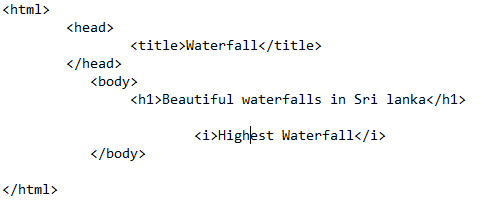 <html>
<head>
<title>Waterfall</title>
</head>
<body>
<h1>Beautiful waterfalls in Sri lanka</h1>
<i>Highest Waterfall</i>
</body>
</html>